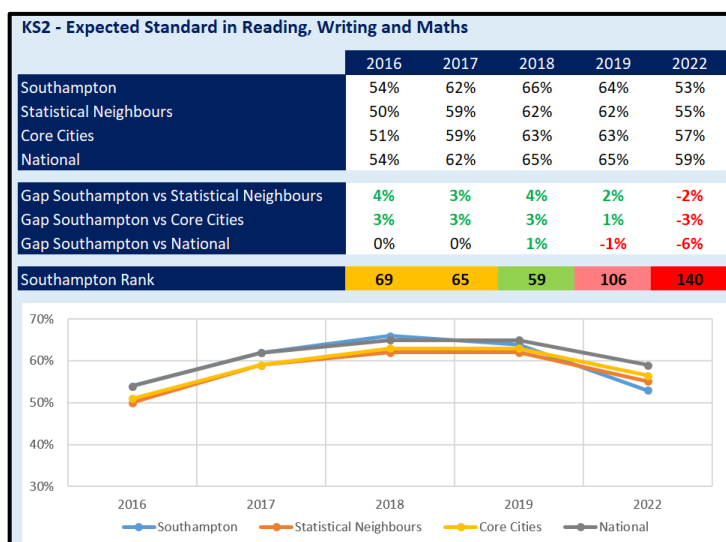 KS2 - Expected Standard in Reading, Writing and Maths
2016 2017 2018 2019 2022
Southampton 54% 62% 66% 64% 53%
Statistical Neighbours 50% 59% 62% 62% 55%
Core Cities 51% 59% 63% 63% 57%
National 54% 62% 65% 65% 59%
Gap Southampton vs Statistical Neighbours 4% 3% 4% 2% -2%
Gap Southampton vs Core Cities 3% 3% 3% 1% -3%
Gap Southampton vs National 0% 0% 1% -1% -6%
Southampton Rank 69 65 59 106 140
70%
60%
50%
40%
30%
2016 2017 2018 2019 2022
Southampton Statistical Neighbours Core Cities National